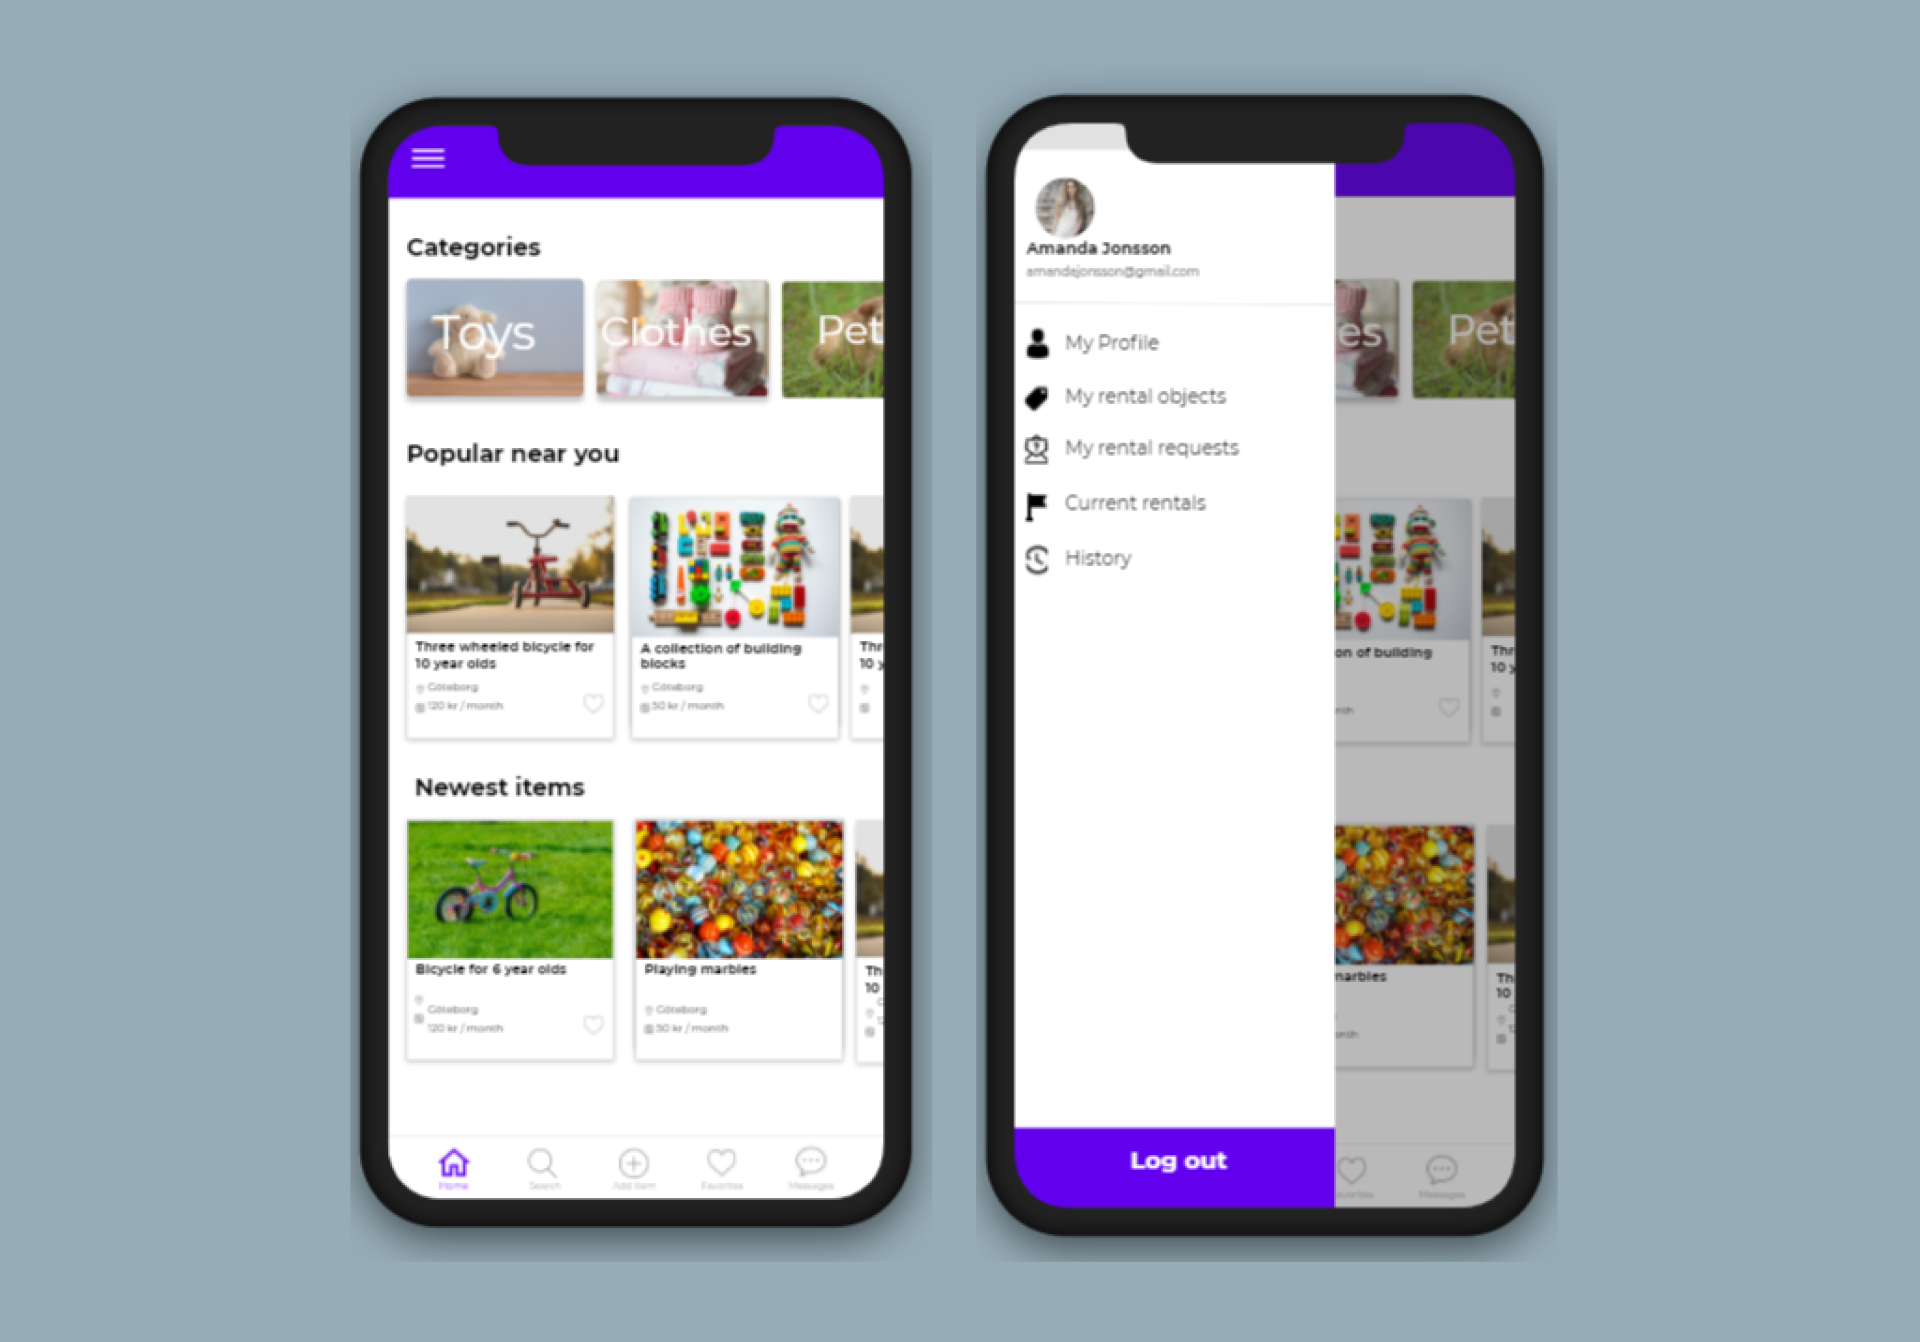 Categories
Toys
Clothes
Pet
Popular near you
Three wheeled bicycle for
10 year olds
Göteborg
120 kr / month
A collection of building
blocks
Göteborg
50 kr / month
Thr
10 y
Newest items
Bicycle for 6 year olds
Göteborg
120 kr / month
Playing marbles
Göteborg
50 kr / month
Th
10
Home
Search
Add item
Favorites
Messages
Amanda Jonsson
amandajonsson@gmail.com
My Profile
My rental objects
My rental requests
Current rentals
History
Log out
es
Pet
on of building
nth
Thr
10 y
marbles
onth
Th
10
avorites
Messages